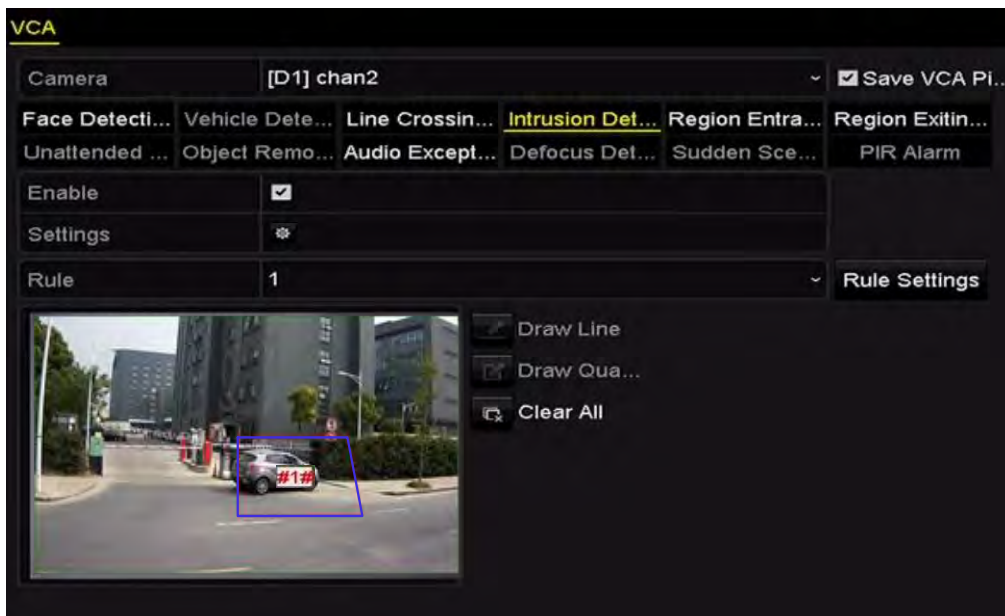 VCA
Camera [D1] chan2 Save VCA Pi..
Face Detecti... Vehicle Dete... Line Crossin... Intrusion Det... Region Entra... Region Exitin...
Unattended ... Object Remo... Audio Except... Defocus Det... Sudden Sce... PIR Alarm
Enable
Settings
Rule 1 Rule Settings
Draw Line
Draw Qua...
Clear All
#1#